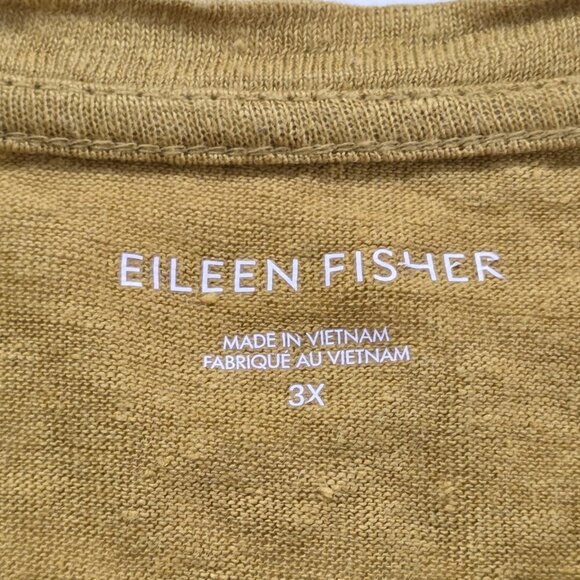 EILEEN FISHER
MADE IN VIETNAM
FABRIQUÉ AU VIETNAM
3X